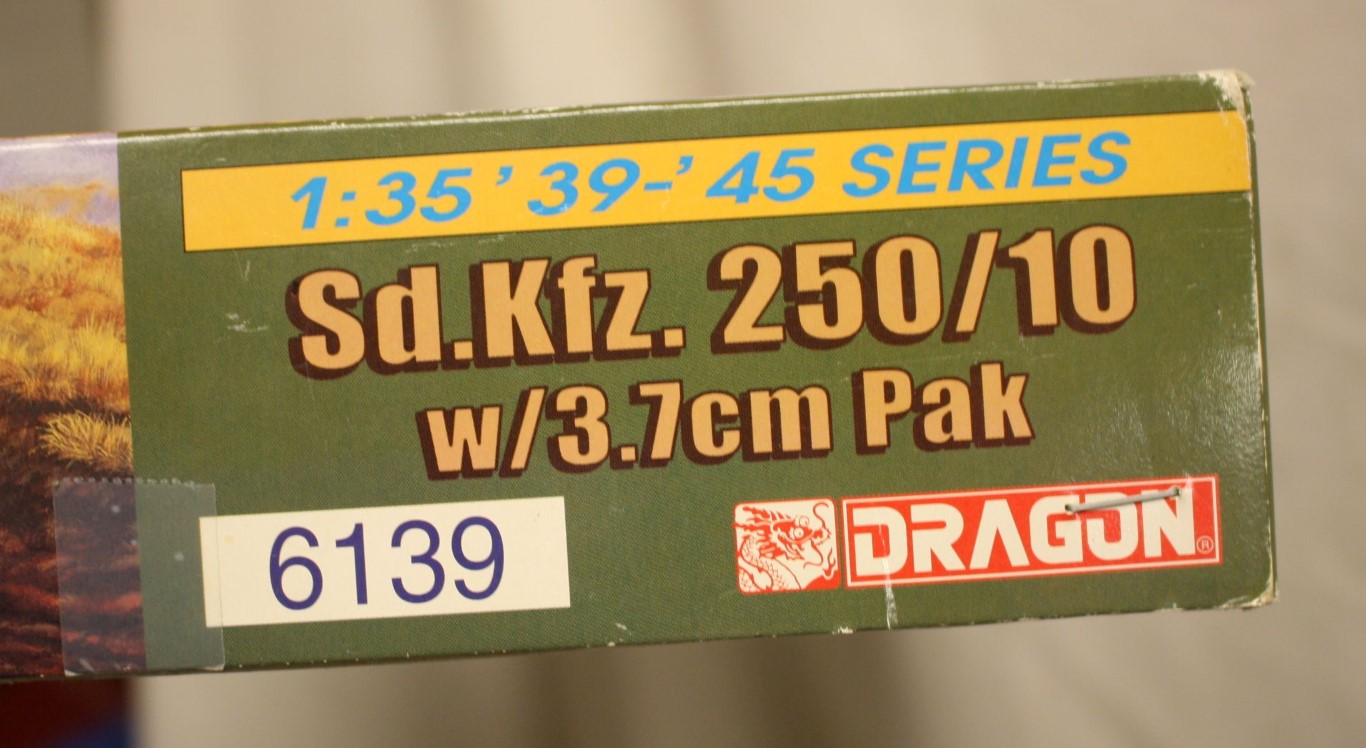 1:35 '39-'45 SERIES
Sd.Kfz. 250/10
w/3.7cm Pak
6139
DRAGON®